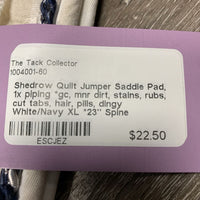 The Tack Collector
1004001-60
Shedrow Quilt Jumper Saddle Pad,
1x piping *gc, mnr dirt, stains, rubs,
cut tabs, hair, pills, dingy
White/Navy XL *23" Spine
$22.50
ESCJEZ